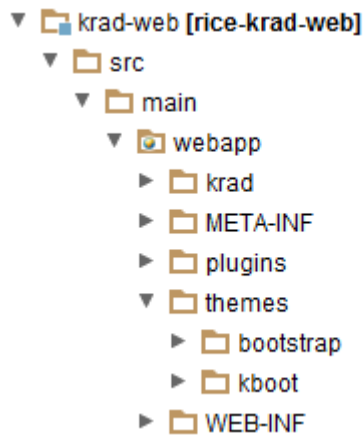 krad-web [rice-krad-web]
src
main
webapp
krad
META-INF
plugins
themes
bootstrap
kboot
WEB-INF